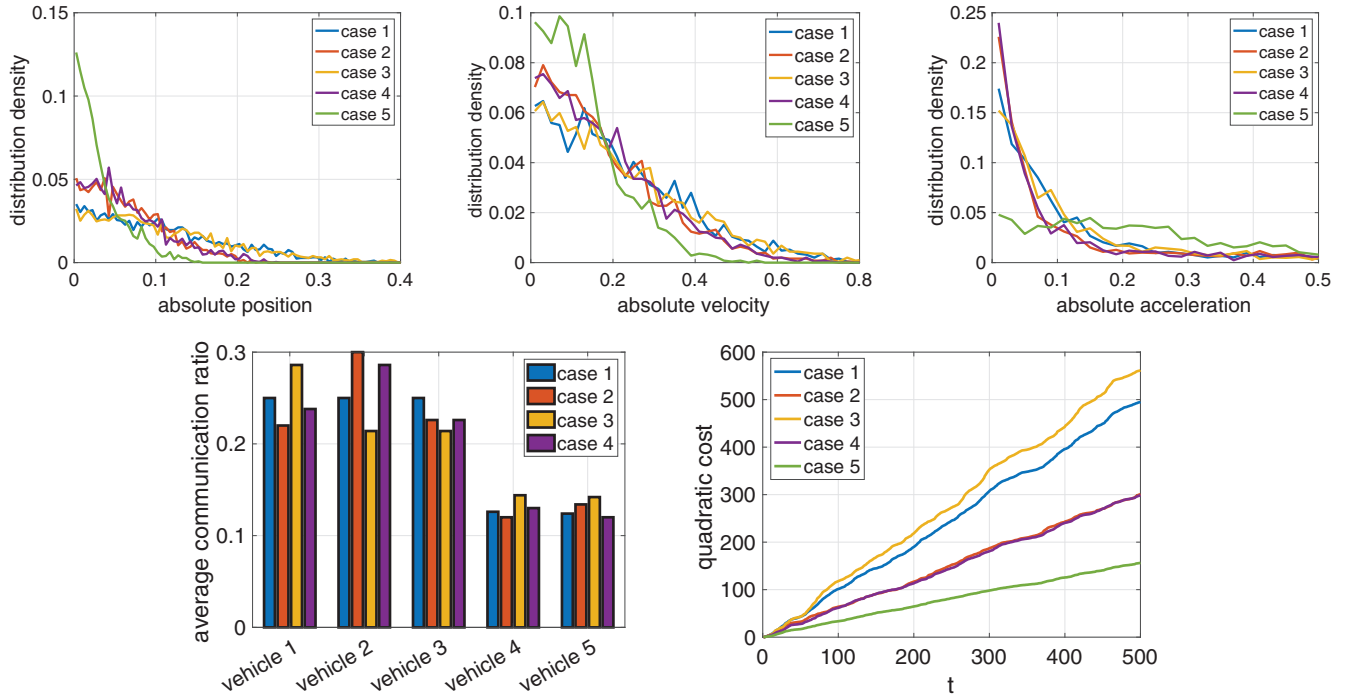 0.15
0.1
0.05
0
0
0.1
0.2
0.3
0.4
distribution density
absolute position
case 1
case 2
case 3
case 4
case 5
0.1
0.08
0.06
0.04
0.02
0
0
0.2
0.4
0.6
0.8
distribution density
absolute velocity
case 1
case 2
case 3
case 4
case 5
0.25
0.2
0.15
0.1
0.05
0
0
0.1
0.2
0.3
0.4
0.5
distribution density
absolute acceleration
case 1
case 2
case 3
case 4
case 5
0.3
0.2
0.1
0
average communication ratio
vehicle 1
vehicle 2
vehicle 3
vehicle 4
vehicle 5
case 1
case 2
case 3
case 4
600
500
400
300
200
100
0
0
100
200
300
400
500
quadratic cost
t
case 1
case 2
case 3
case 4
case 5